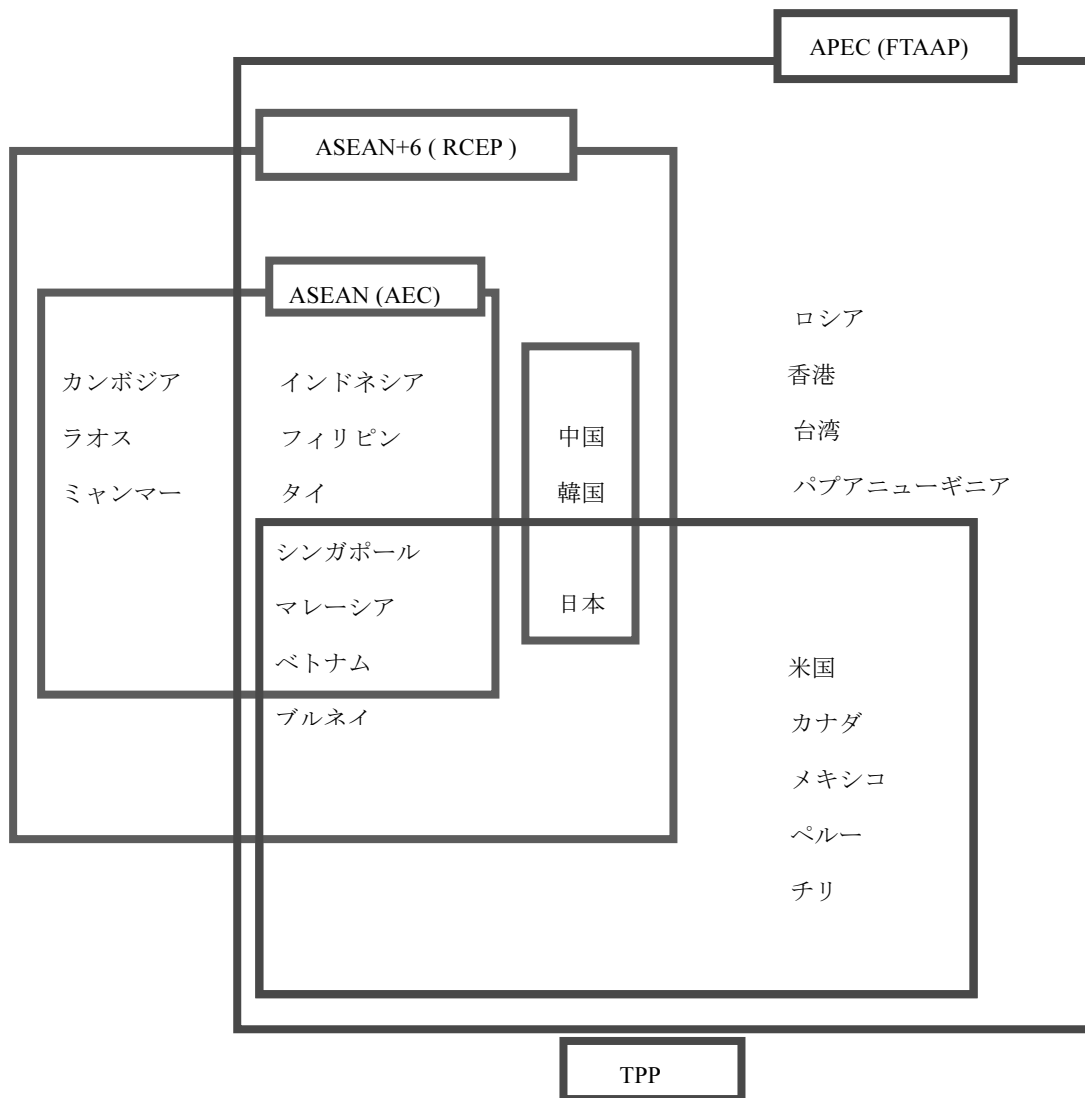 APEC (FTAAP)
ASEAN+6 ( RCEP )
ASEAN (AEC)
カンボジア
ラオス
ミャンマー
インドネシア
フィリピン
タイ
シンガポール
マレーシア
ベトナム
ブルネイ
中国
韓国
日本
ロシア
香港
台湾
パプアニューギニア
米国
カナダ
メキシコ
ペルー
チリ
TPP